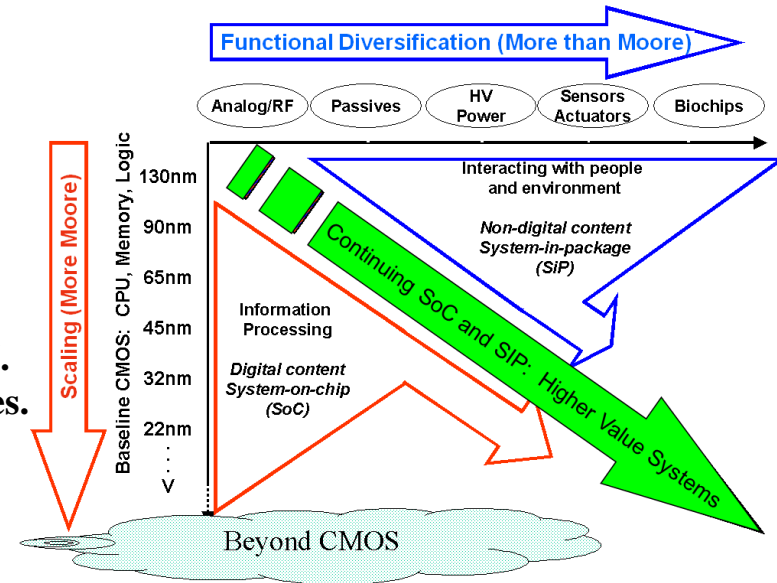 Functional Diversification (More than Moore)
Analog/RF
Passives
HV
Power
Sensors
Actuators
Biochips
Scaling (More Moore)
Baseline CMOS: CPU, Memory, Logic
130nm
90nm
65nm
45nm
32nm
22nm
Interacting with people
and environment
Non-digital content
System-in-package
(SiP)
Continuing SoC and SIP: Higher Value Systems
Information
Processing
Digital content
System-on-chip
(SoC)
.
es.
Beyond CMOS